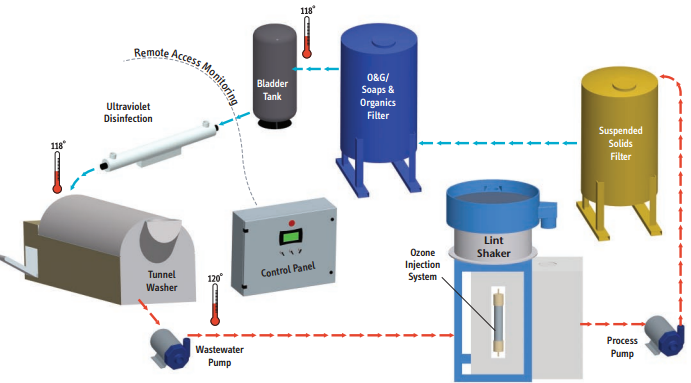 118°
Remote Access Monitoring
Bladder
Tank
O&G/
Soaps &
Organics
Filter
Suspended
Solids
Filter
Ultraviolet
Disinfection
118°
Tunnel
Washer
Control Panel
120°
Lint
Shaker
Ozone
Injection
System
Wastewater
Pump
Process
Pump